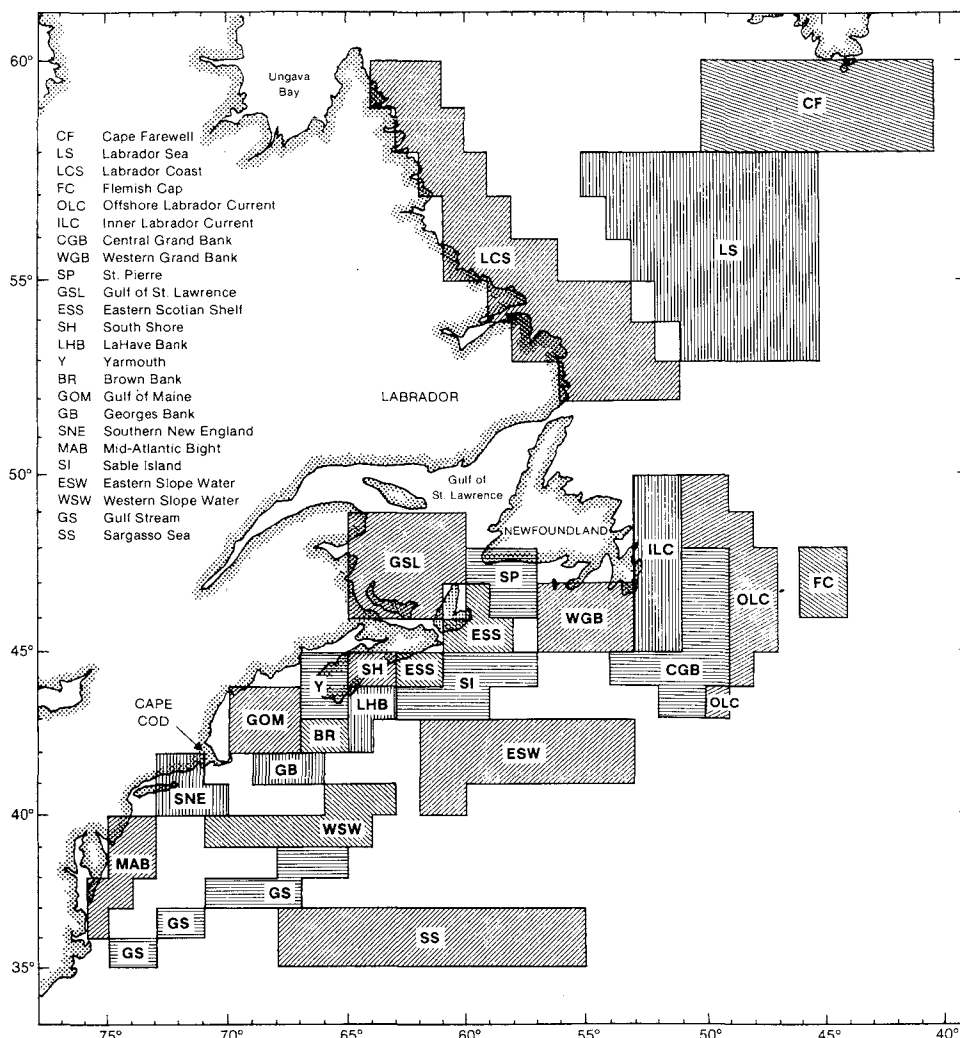 60°
Ungava
Bay
CF
CF Cape Farewell
LS Labrador Sea
LCS Labrador Coast
FC Flemish Cap
OLC Offshore Labrador Current
ILC Inner Labrador Current
CGB Central Grand Bank
WGB Western Grand Bank
SP St. Pierre
GSL Gulf of St. Lawrence
ESS Eastern Scotian Shelf
SH South Shore
LHB LaHave Bank
Y Yarmouth
BR Brown Bank
GOM Gulf of Maine
GB Georges Bank
SNE Southern New England
MAB Mid-Atlantic Bight
SI Sable Island
ESW Eastern Slope Water
WSW Western Slope Water
GS Gulf Stream
SS Sargasso Sea
LS
LCS
55°
LABRADOR
50°
Gulf of
St. Lawrence
NEWFOUNDLAND
ILC
GSL
SP
FC
OLC
WGB
ESS
45°
SH
ESS
SI
CGB
Y
LHB
OLC
CAPE
COD
GOM
BR
ESW
GB
SNE
40°
WSW
MAB
GS
GS
SS
GS
35°
75°
70°
65°
60°
55°
50°
45°
40°